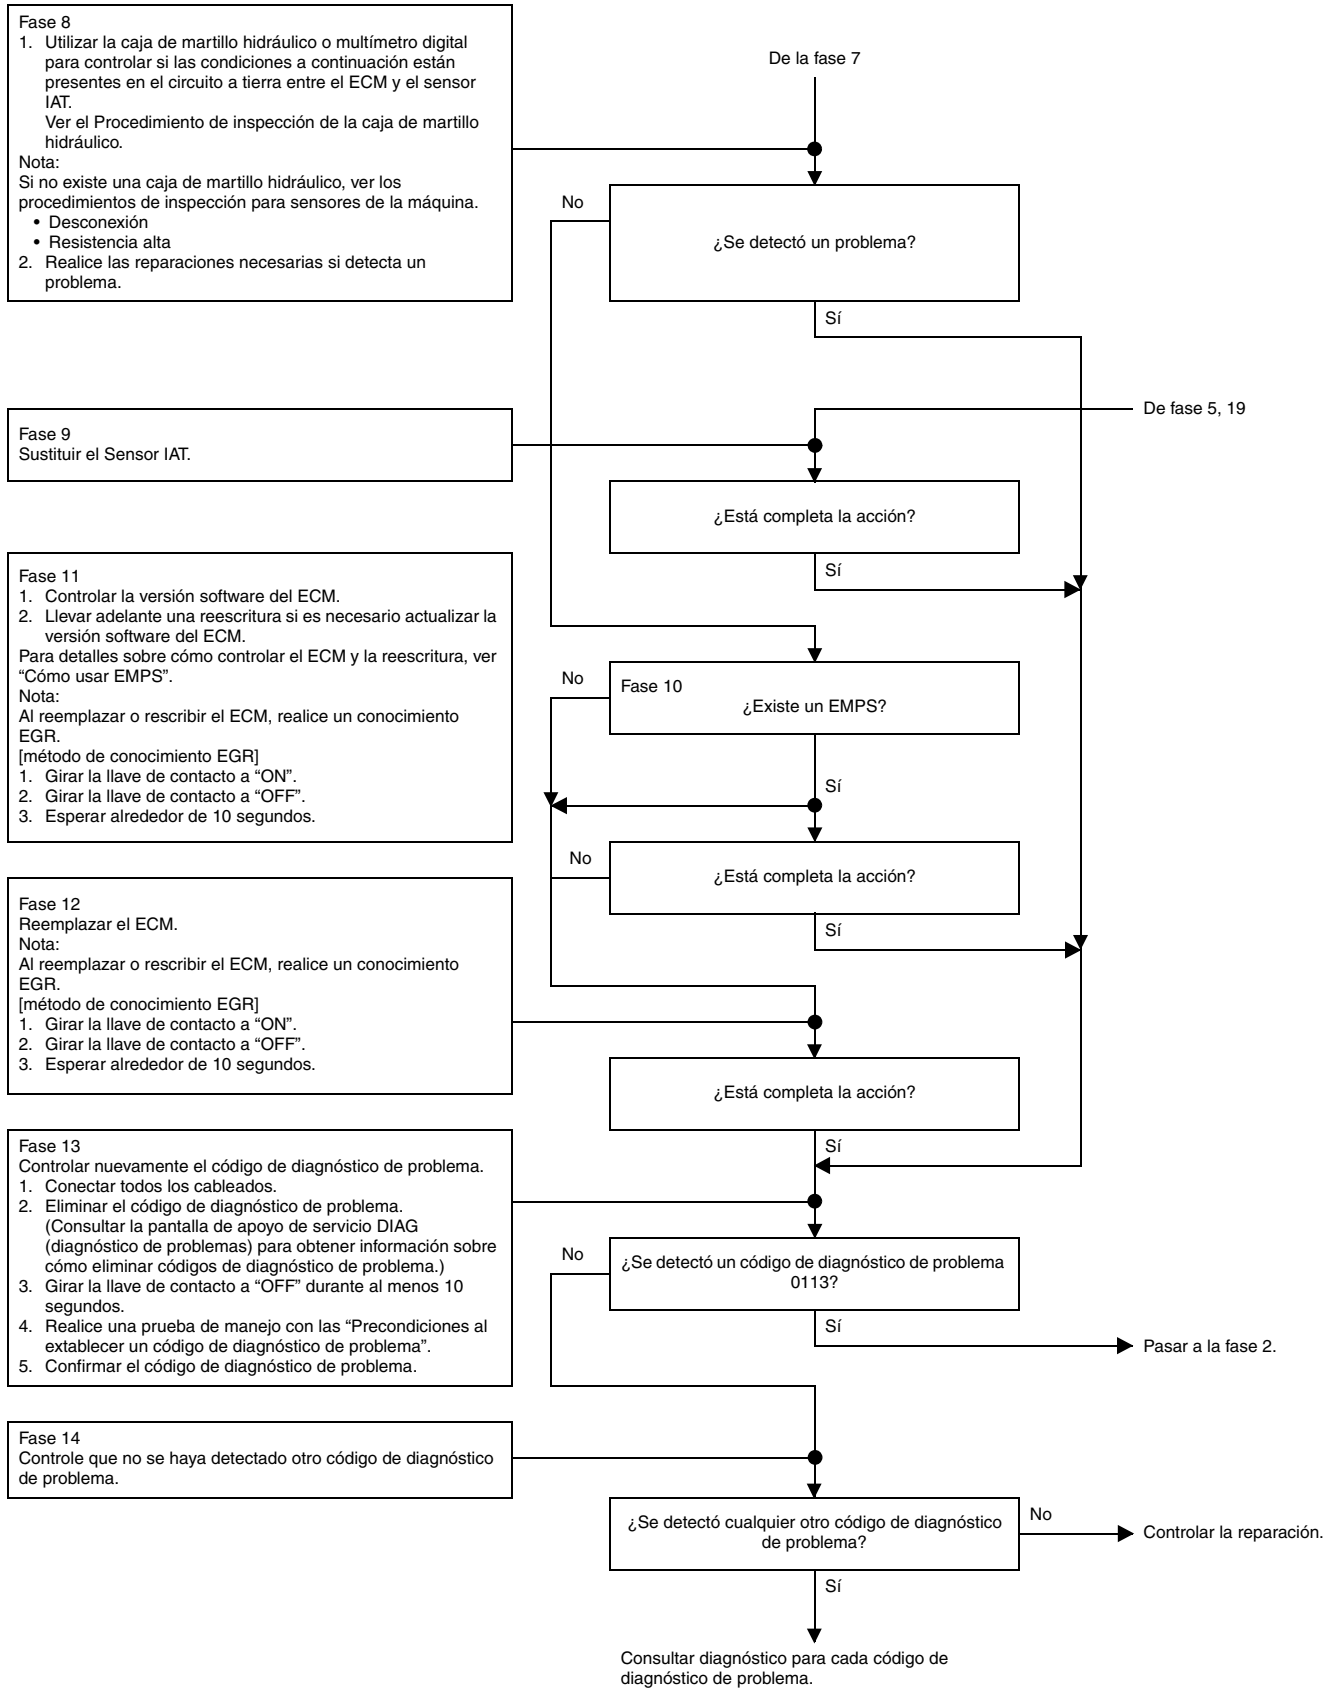 Fase 8
1. Utilizar la caja de martillo hidráulico o multímetro digital
para controlar si las condiciones a continuación están
presentes en el circuito a tierra entre el ECM y el sensor
IAT.
Ver el Procedimiento de inspección de la caja de martillo
hidráulico.
Nota:
Si no existe una caja de martillo hidráulico, ver los
procedimientos de inspección para sensores de la máquina.
• Desconexión
• Resistencia alta
2. Realice las reparaciones necesarias si detecta un
problema.
De la fase 7
No
¿Se detectó un problema?
Sí
De fase 5, 19
Fase 9
Sustituir el Sensor IAT.
¿Está completa la acción?
Sí
Fase 11
1. Controlar la versión software del ECM.
2. Llevar adelante una reescritura si es necesario actualizar la
versión software del ECM.
Para detalles sobre cómo controlar el ECM y la reescritura, ver
“Cómo usar EMPS”.
Nota:
Al reemplazar o rescribir el ECM, realice un conocimiento
EGR.
[método de conocimiento EGR]
1. Girar la llave de contacto a “ON”.
2. Girar la llave de contacto a “OFF”.
3. Esperar alrededor de 10 segundos.
No
Fase 10
¿Existe un EMPS?
Sí
No
¿Está completa la acción?
Sí
Fase 12
Reemplazar el ECM.
Nota:
Al reemplazar o rescribir el ECM, realice un conocimiento
EGR.
[método de conocimiento EGR]
1. Girar la llave de contacto a “ON”.
2. Girar la llave de contacto a “OFF”.
3. Esperar alrededor de 10 segundos.
¿Está completa la acción?
Sí
Fase 13
Controlar nuevamente el código de diagnóstico de problema.
1. Conectar todos los cableados.
2. Eliminar el código de diagnóstico de problema.
(Consultar la pantalla de apoyo de servicio DIAG
(diagnóstico de problemas) para obtener información sobre
cómo eliminar códigos de diagnóstico de problema.)
3. Girar la llave de contacto a “OFF” durante al menos 10
segundos.
4. Realice una prueba de manejo con las “Precondiciones al
extablecer un código de diagnóstico de problema”.
5. Confirmar el código de diagnóstico de problema.
No
¿Se detectó un código de diagnóstico de problema
0113?
Sí
Pasar a la fase 2.
Fase 14
Controle que no se haya detectado otro código de diagnóstico
de problema.
¿Se detectó cualquier otro código de diagnóstico
de problema?
No
Controlar la reparación.
Sí
Consultar diagnóstico para cada código de
diagnóstico de problema.